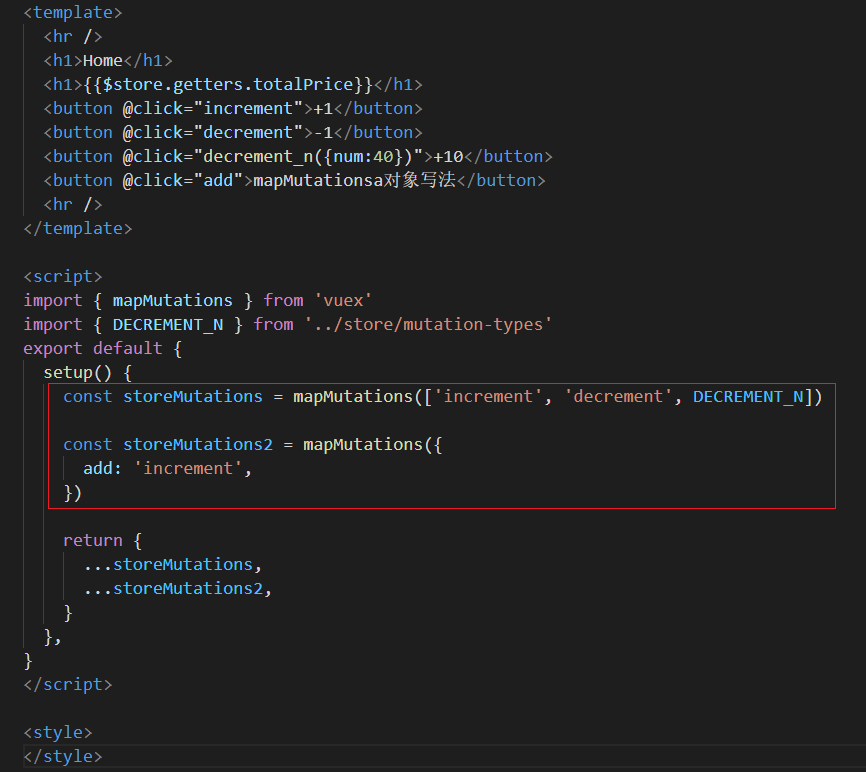 <template>
<hr />
<h1>Home</h1>
<h1>{{$store.getters.totalPrice}}</h1>
<button @click="increment">+1</button>
<button @click="decrement">-1</button>
<button @click="decrement_n({num:40})">+10</button>
<button @click="add">mapMutationsa对象写法</button>
<hr />
</template>
<script>
import { mapMutations } from 'vuex'
import { DECREMENT_N } from '../store/mutation-types'
export default {
setup() {
const storeMutations = mapMutations(['increment', 'decrement', DECREMENT_N])
const storeMutations2 = mapMutations({
add: 'increment',
})
return {
...storeMutations,
...storeMutations2,
}
},
}
</script>
<style>
</style>